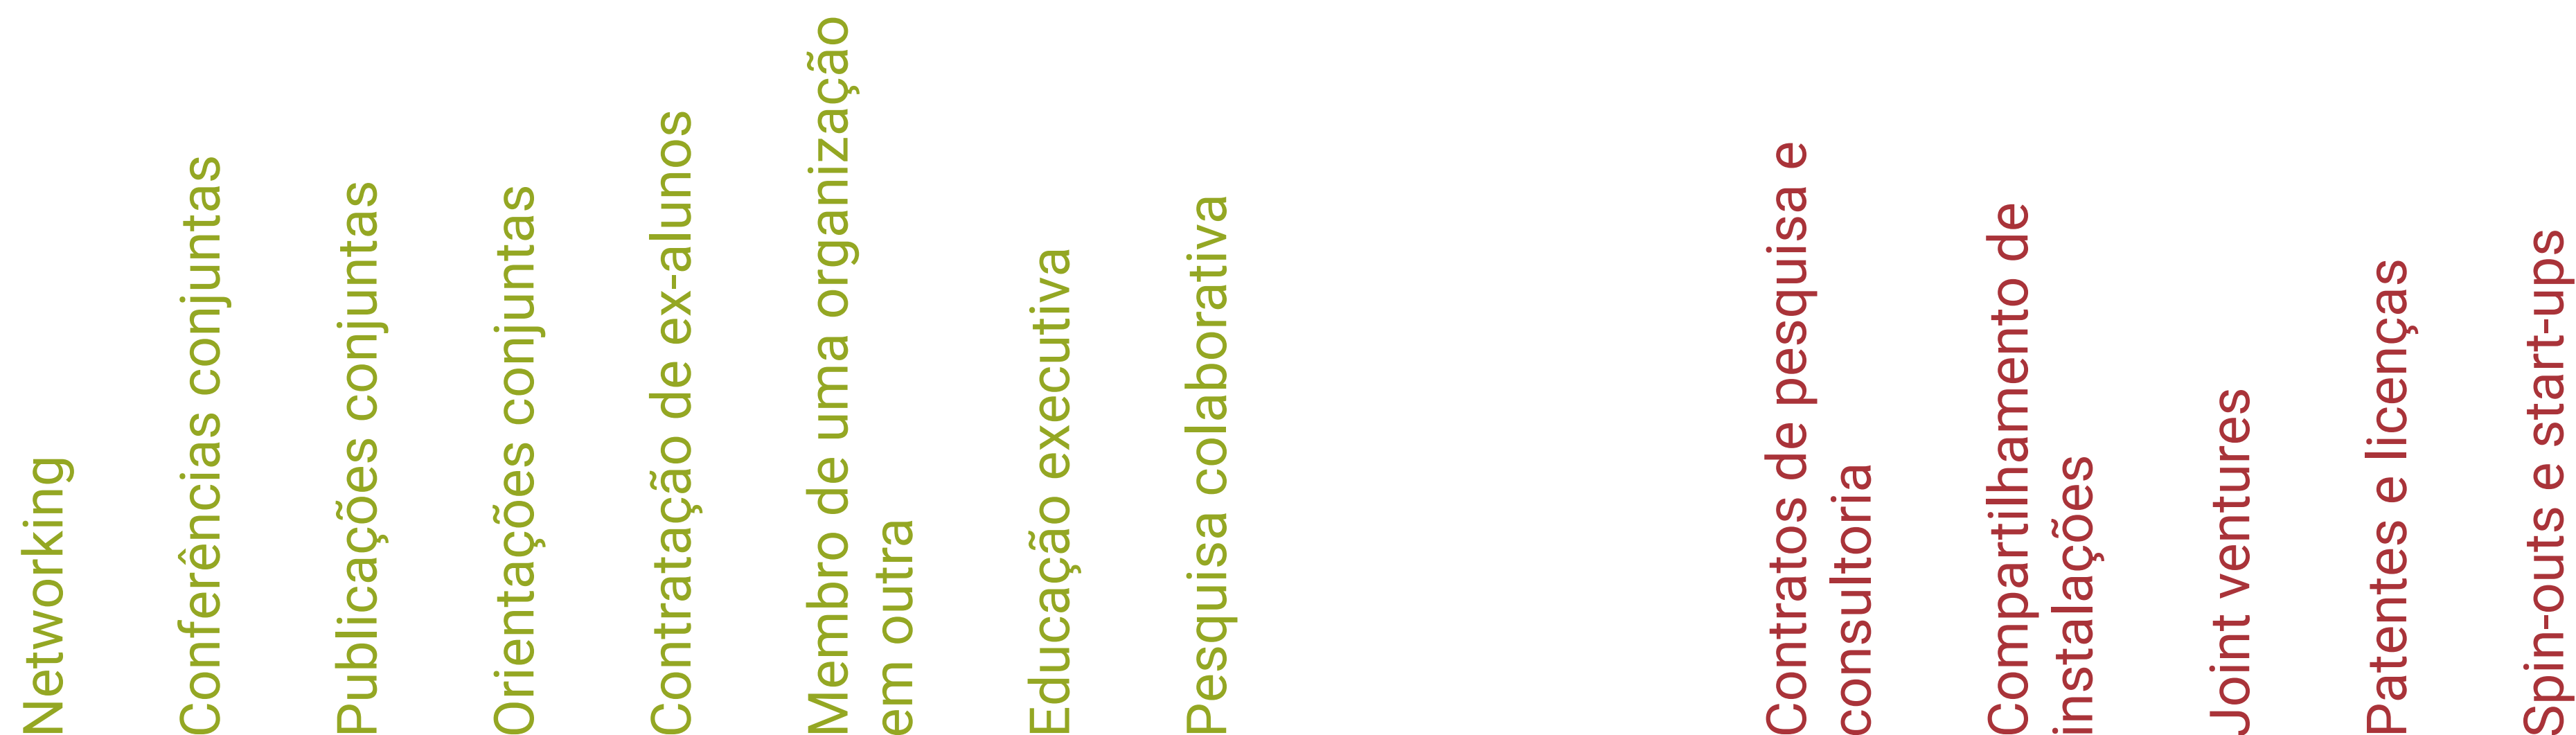 Networking
Conferências conjuntas
Publicações conjuntas
Orientações conjuntas
Contratação de ex-alunos
Membro de uma organização
em outra
Educação executiva
Pesquisa colaborativa
Contratos de pesquisa e
consultoria
Compartilhamento de
instalações
Joint ventures
Patentes e licenças
Spin-outs e start-ups